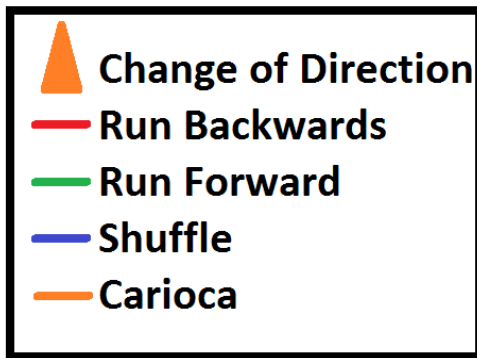 Change of Direction
Run Backwards
Run Forward
Shuffle
Carioca